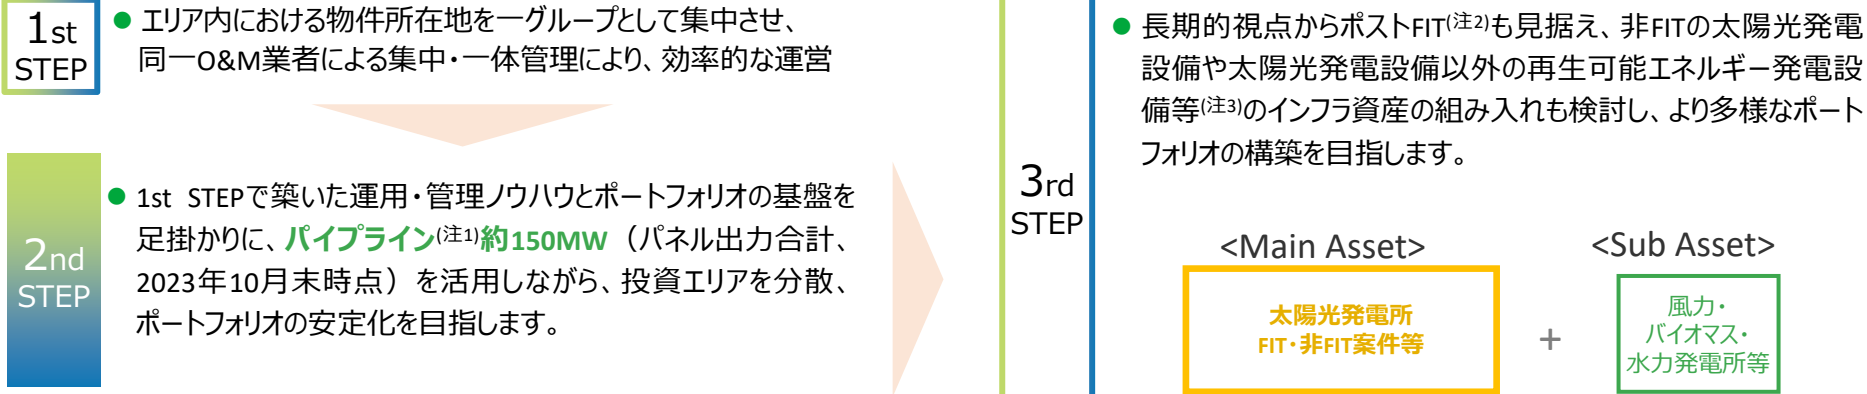 1st
STEP
● エリア内における物件所在地を一グループとして集中させ、
同一O&M業者による集中・一体管理により、効率的な運営
2nd
STEP
● 1st STEPで築いた運用・管理ノウハウとポートフォリオの基盤を
足掛かりに、パイプライン(注1)約150MW（パネル出力合計、
2023年10月末時点）を活用しながら、投資エリアを分散、
ポートフォリオの安定化を目指します。
3rd
STEP
● 長期的視点からポストFIT(注2)も見据え、非FITの太陽光発電
設備や太陽光発電設備以外の再生可能エネルギー発電設
備等(注3)のインフラ資産の組み入れも検討し、より多様なポート
フォリオの構築を目指します。
<Main Asset>
太陽光発電所
FIT・非FIT案件等
+
<Sub Asset>
風力・
バイオマス・
水力発電所等